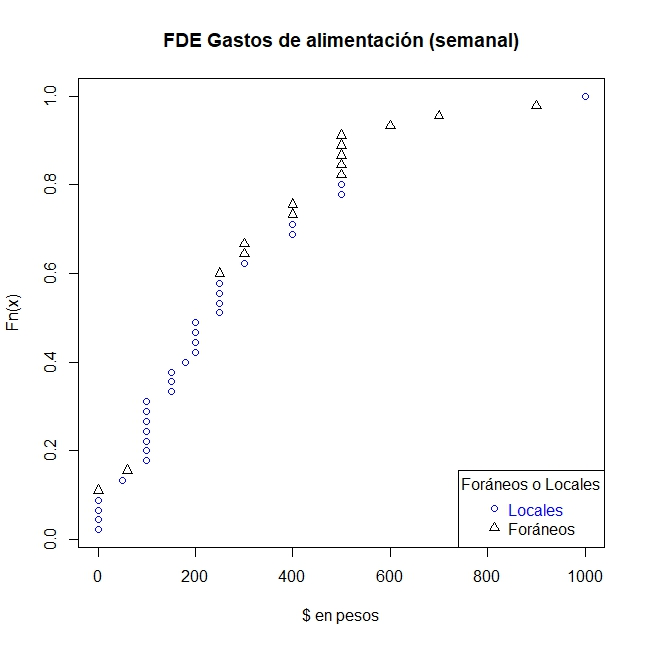 FDE Gastos de alimentación (semanal)
1.0
0.8
0.6
0.4
0.2
0.0
Fn(x)
Foráneos o Locales
Locales
Foráneos
0 200 400 600 800 1000
$ en pesos